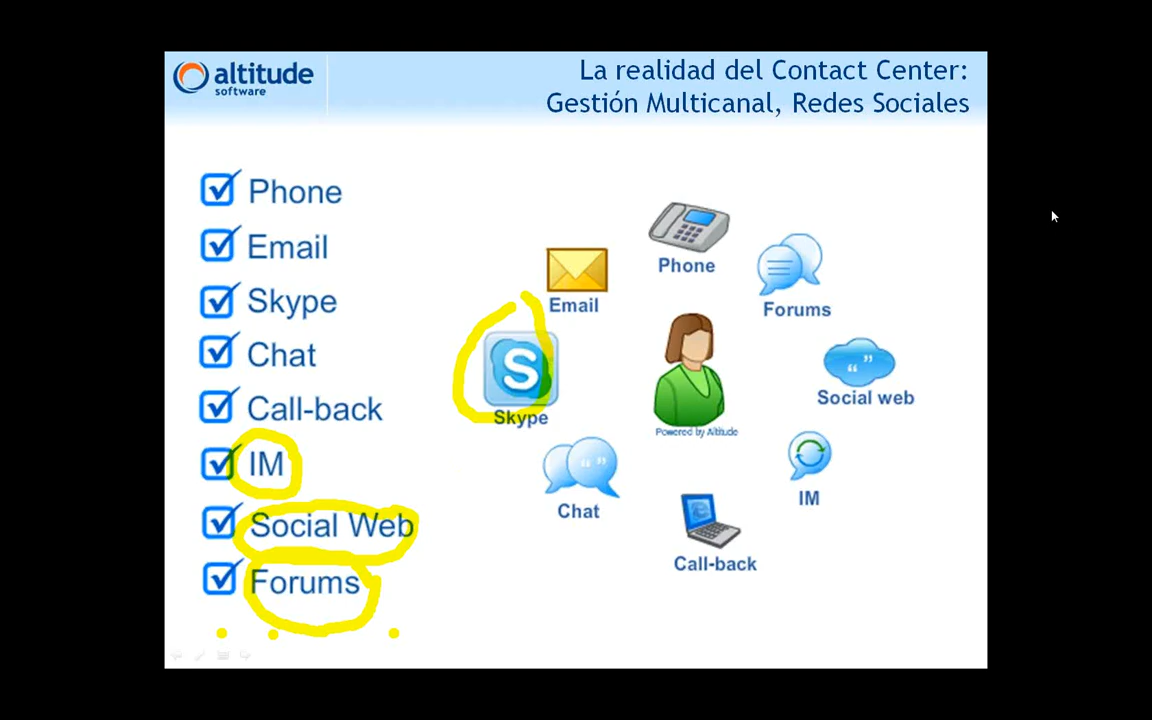 altitude
software
La realidad del Contact Center:
Gestión Multicanal, Redes Sociales
Phone
Email
Skype
Chat
Call-back
IM
Social Web
Forums
Phone
Email
Forums
S
Skype
Social web
Powered by Altitude
Chat
IM
Call-back